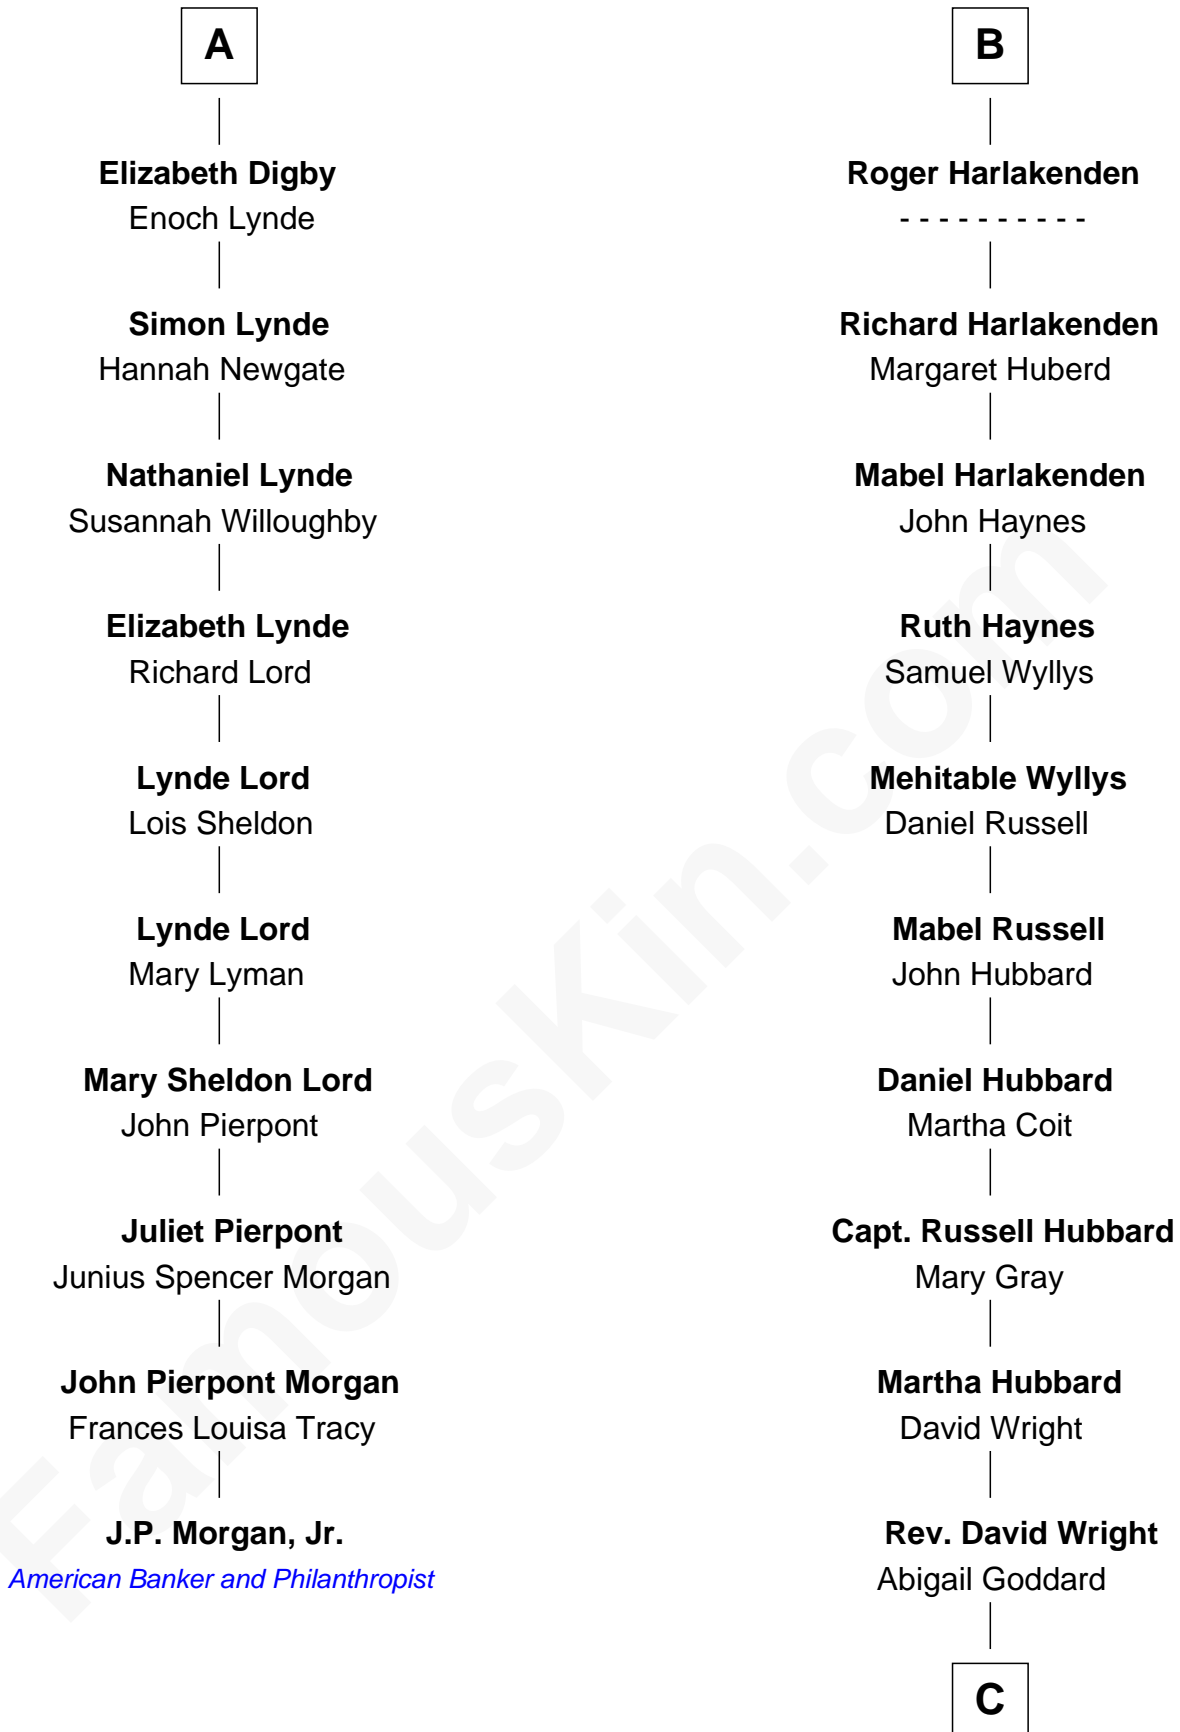 A
Elizabeth Digby
Enoch Lynde
Simon Lynde
Hannah Newgate
Nathaniel Lynde
Susannah Willoughby
Elizabeth Lynde
Richard Lord
Lynde Lord
Lois Sheldon
Lynde Lord
Mary Lyman
Mary Sheldon Lord
John Pierpont
Juliet Pierpont
Junius Spencer Morgan
John Pierpont Morgan
Frances Louisa Tracy
J.P. Morgan, Jr.
American Banker and Philanthropist
B
Roger Harlakenden
- - - - - - - - - -
Richard Harlakenden
Margaret Huberd
Mabel Harlakenden
John Haynes
Ruth Haynes
Samuel Wyllys
Mehitable Wyllys
Daniel Russell
Mabel Russell
John Hubbard
Daniel Hubbard
Martha Coit
Capt. Russell Hubbard
Mary Gray
Martha Hubbard
David Wright
Rev. David Wright
Abigail Goddard
C
FamousKin.com